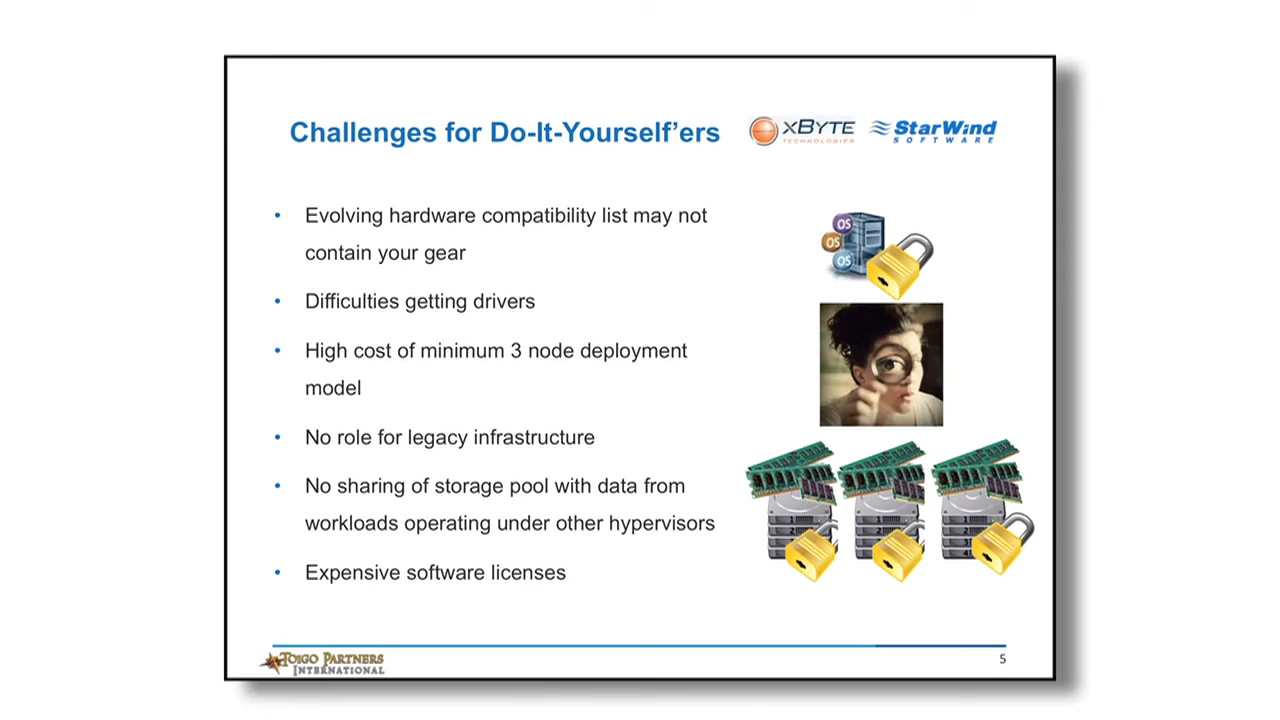 Challenges for Do-It-Yourself’ers
xByte
TECHNOLOGIES
StarWind
SOFTWARE
• Evolving hardware compatibility list may not
contain your gear
• Difficulties getting drivers
• High cost of minimum 3 node deployment
model
• No role for legacy infrastructure
• No sharing of storage pool with data from
workloads operating under other hypervisors
• Expensive software licenses
OS
OS
OS
Toigo Partners
International
5